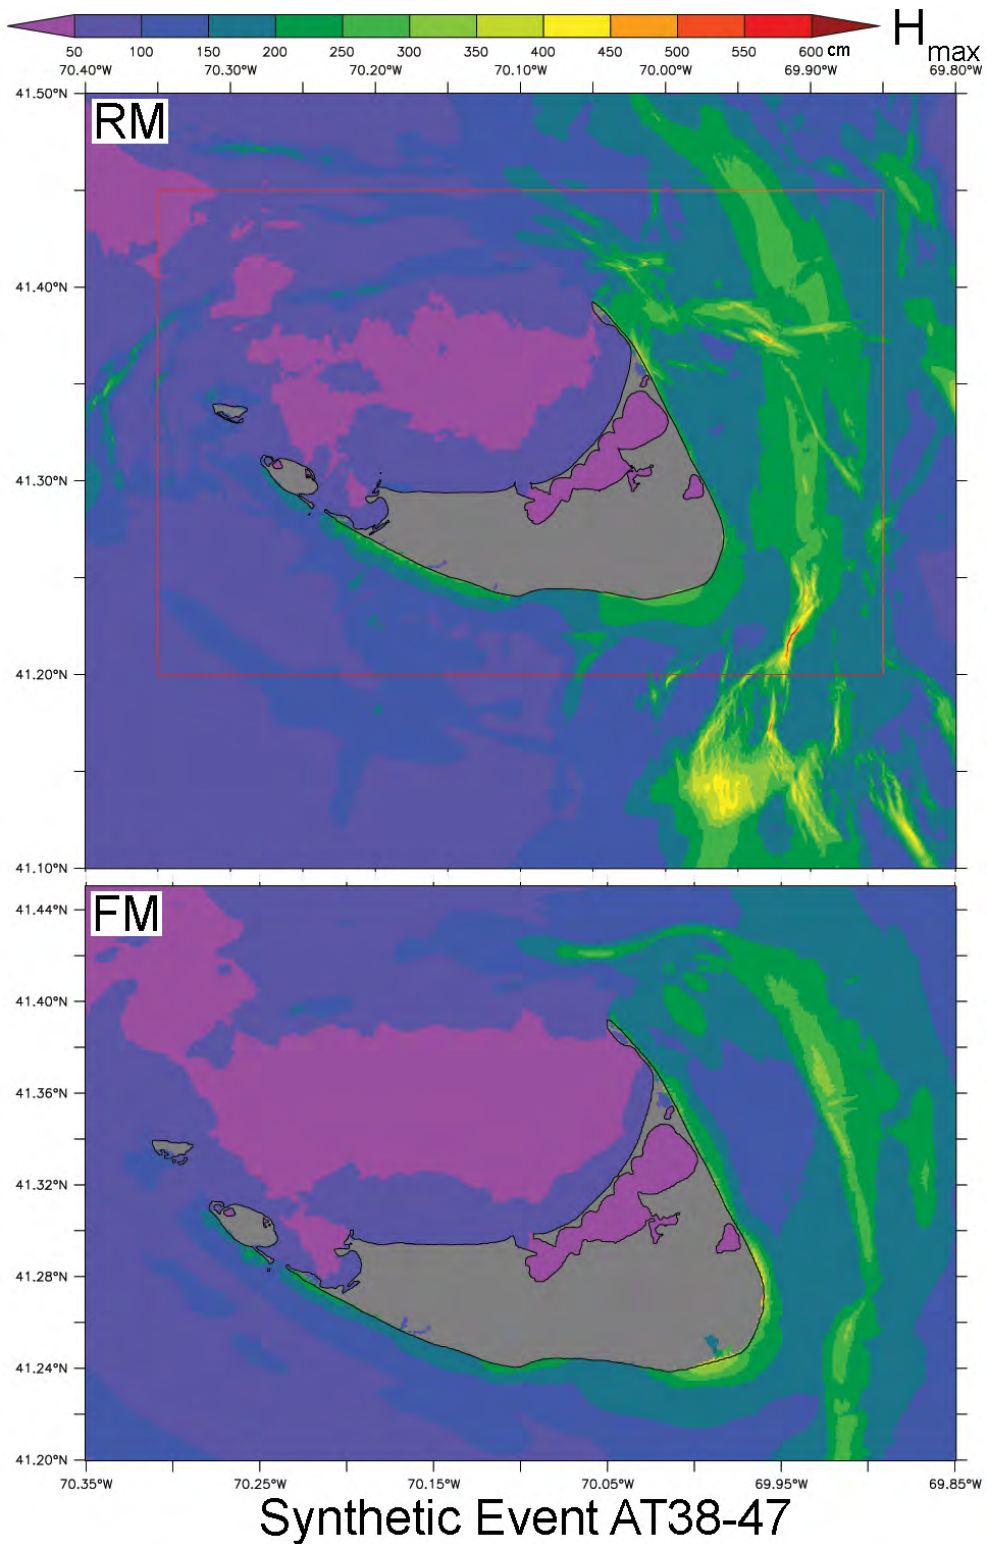 50 100 150 200 250 300 350 400 450 500 550 600 cm Hmax
70.40°W 70.30°W 70.20°W 70.10°W 70.00°W 69.90°W 69.80°W
41.50°N
RM
41.40°N
41.30°N
41.20°N
41.10°N
FM
41.44°N
41.40°N
41.36°N
41.32°N
41.28°N
41.24°N
41.20°N
70.35°W 70.25°W 70.15°W 70.05°W 69.95°W 69.85°W
Synthetic Event AT38-47